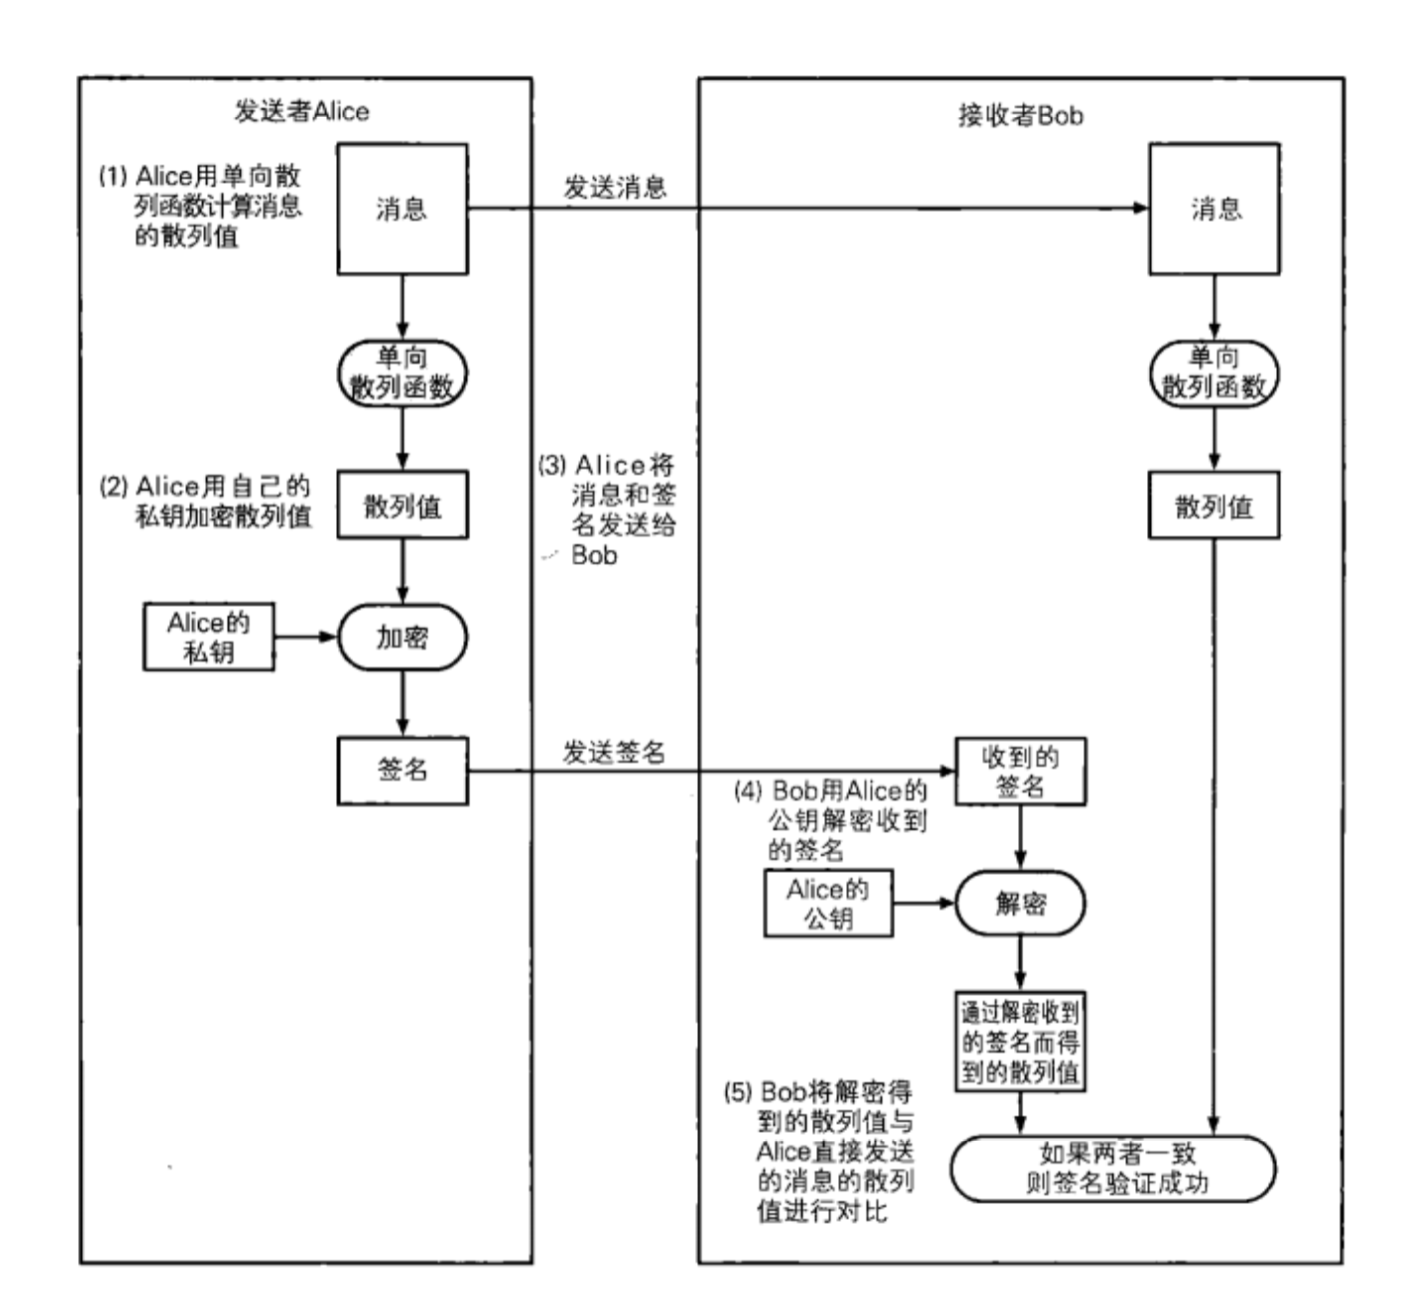 发送者Alice
(1) Alice用单向散
列函数计算消息
的散列值
消息
发送消息
单向
散列函数
(2) Alice用自己的
私钥加密散列值
散列值
Alice的
私钥
加密
签名
(3) Alice将
消息和签
名发送给
Bob
发送签名
接收者Bob
消息
单向
散列函数
散列值
收到的
签名
(4) Bob用Alice的
公钥解密收到
的签名
Alice的
公钥
解密
通过解密收到
的签名而得
到的散列值
(5) Bob将解密得
到的散列值与
Alice直接发送
的消息的散列
值进行对比
如果两者一致
则签名验证成功